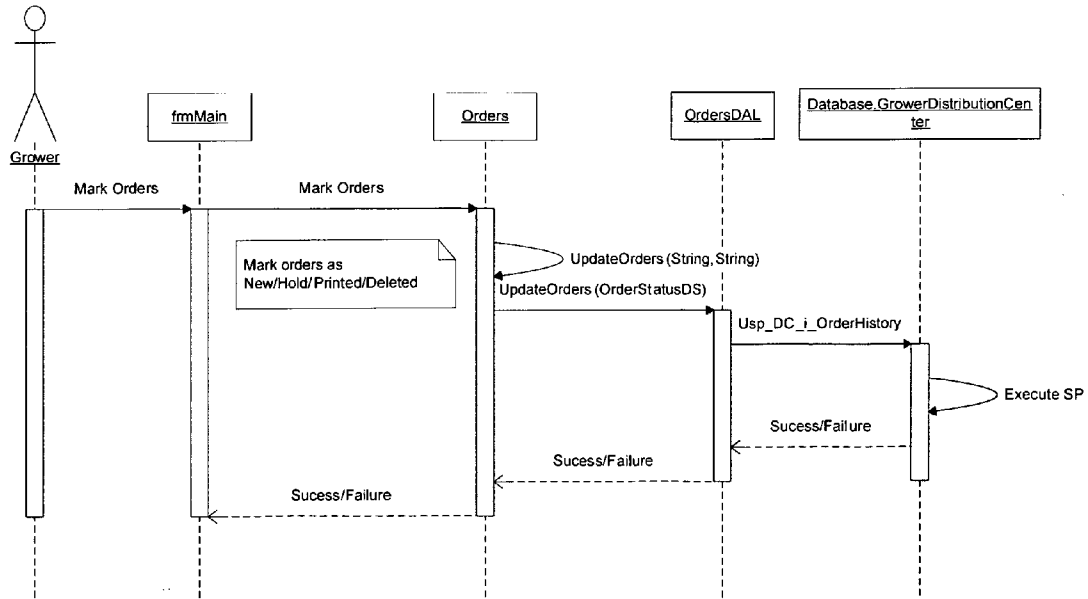 frmMain
Orders
OrdersDAL
Database.GrowerDistributionCen
ter
Grower
Mark Orders
Mark Orders
Mark orders as
New/Hold/Printed/Deleted
UpdateOrders (String, String)
UpdateOrders (OrderStatusDS)
Usp_DC_i_OrderHistory
Execute SP
Sucess/Failure
Sucess/Failure
Sucess/Failure